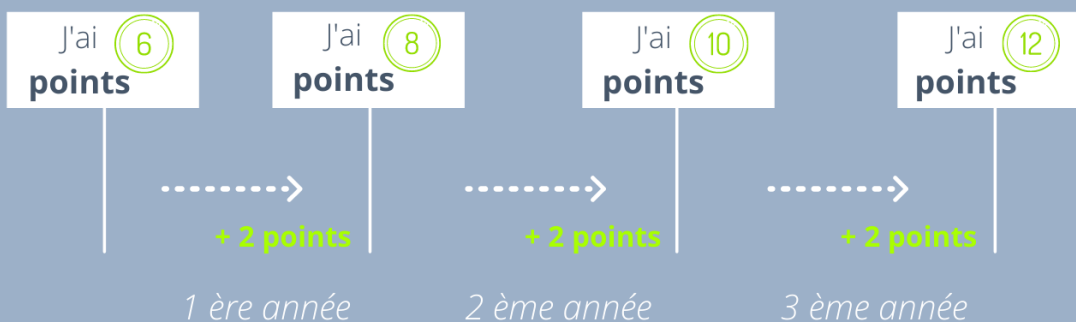 J'ai 6
points
J'ai 8
points
J'ai 10
points
J'ai 12
points
+ 2 points
+ 2 points
+ 2 points
1 ère année
2 ème année
3 ème année